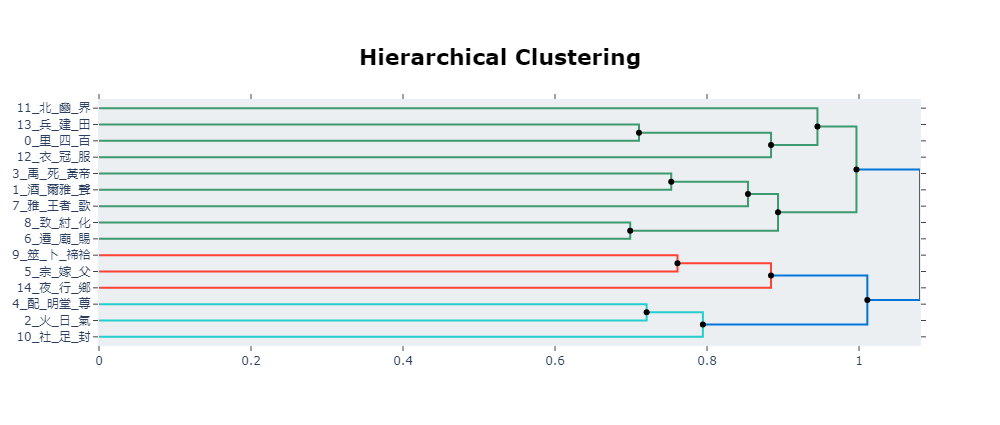 Hierarchical Clustering
11_北_鬯_界
13_兵_建_田
0_里_四_百
12_衣_冠_服
3_禹_死_黃帝
1_酒_爾雅_聲
7_雅_王者_歌
8_致_紂_化
6_遷_廟_賜
9_筮_卜_禘祫
5_宗_嫁_父
14_夜_行_鄉
4_配_明堂_尊
2_火_日_氣
10_社_足_封
0 0.2 0.4 0.6 0.8 1